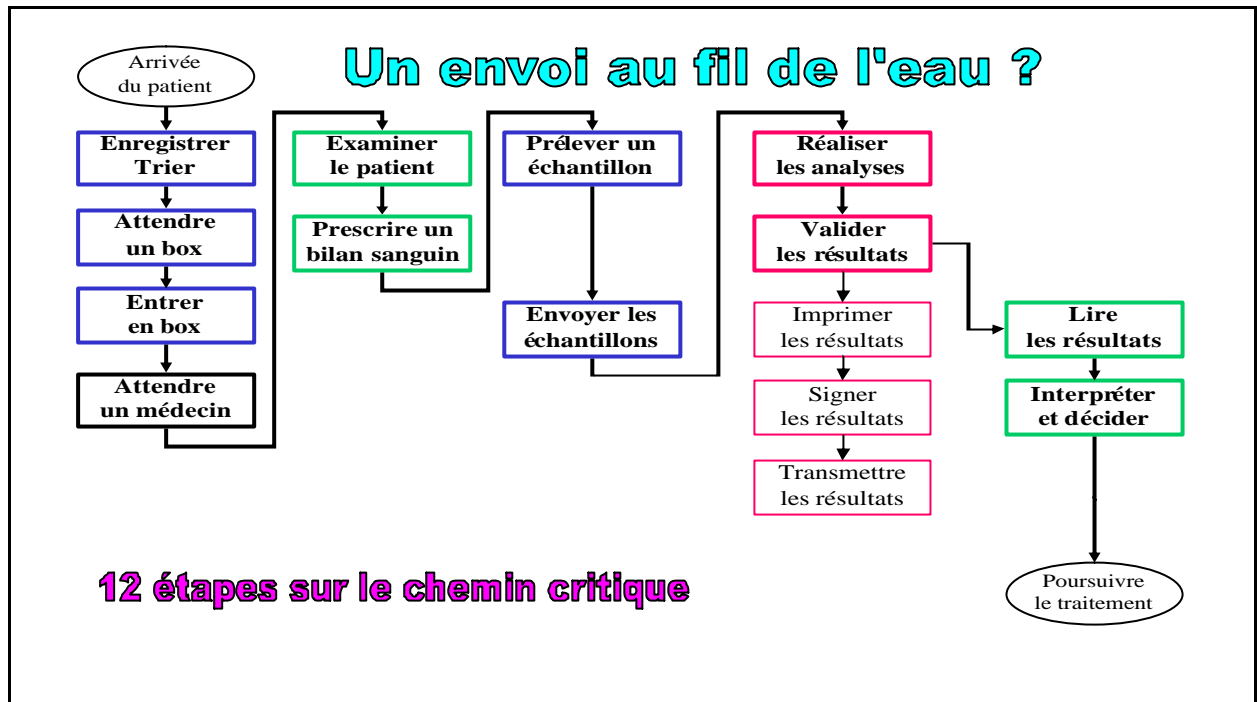 Un envoi au fil de l'eau ?
Arrivée
du patient
Enregistrer
Trier
Attendre
un box
Entrer
en box
Attendre
un médecin
Examiner
le patient
Prescrire un
bilan sanguin
Prélever un
échantillon
Envoyer les
échantillons
Réaliser
les analyses
Valider
les résultats
Imprimer
les résultats
Signer
les résultats
Transmettre
les résultats
Lire
les résultats
Interpréter
et décider
Poursuivre
le traitement
12 étapes sur le chemin critique